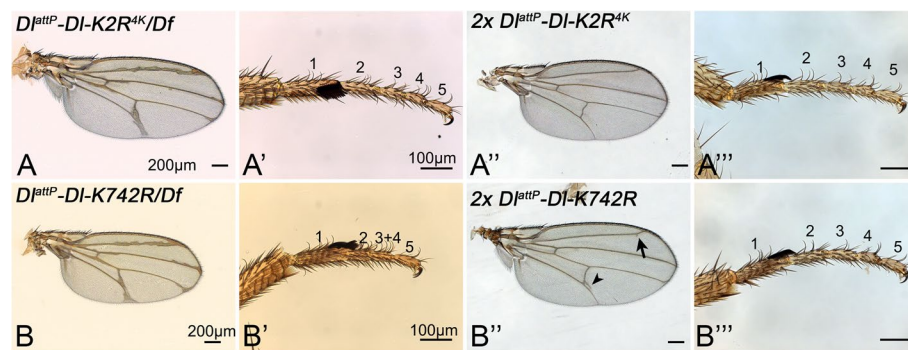 Dl^attP-Dl-K2R^4K/Df
2x Dl^attP-Dl-K2R^4K
1 2 3 4 5
1 2 3 4 5
A 200µm
A' 100µm
A''
A'''
Dl^attP-Dl-K742R/Df
2x Dl^attP-Dl-K742R
1 2 3+4 5
1 2 3 4 5
B 200µm
B' 100µm
B''
B'''